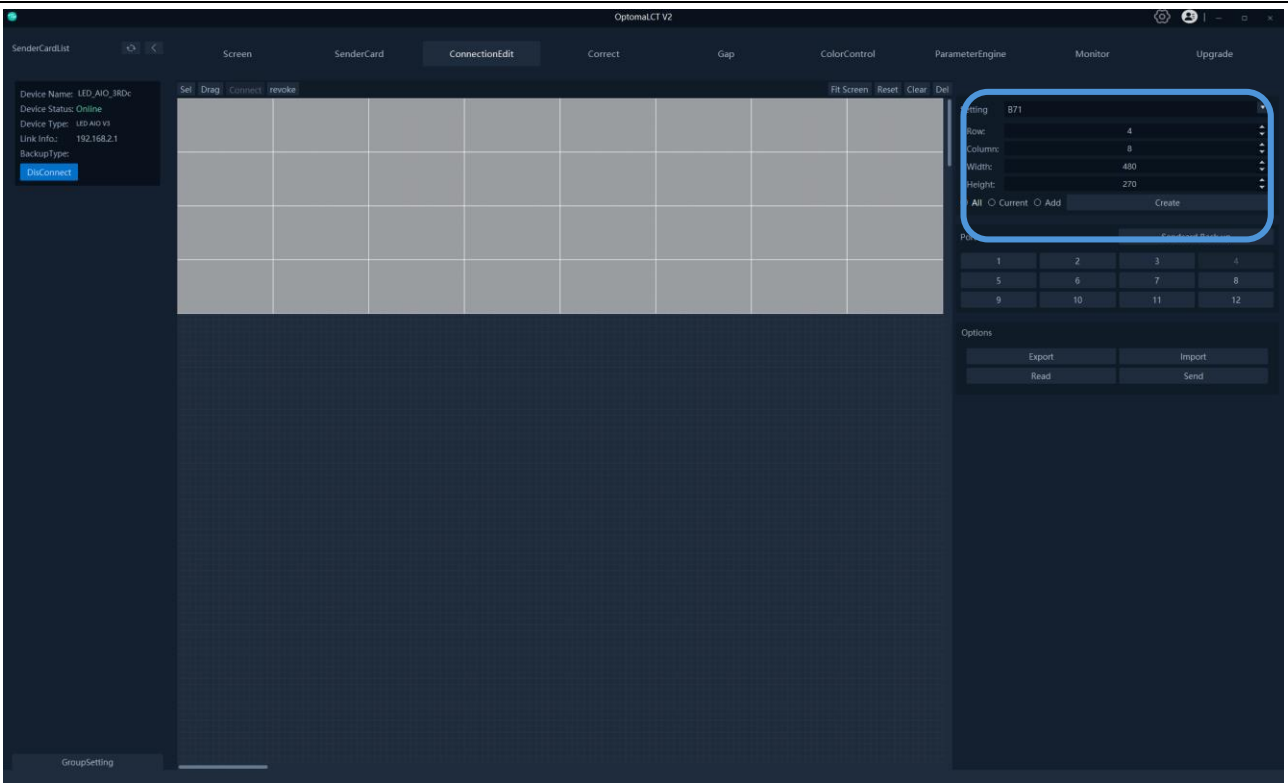 OptomaLCT V2
SenderCardList
Screen
SenderCard
ConnectionEdit
Correct
Gap
ColorControl
ParameterEngine
Monitor
Upgrade
Device Name: LED_AIO_3RDc
Device Status: Online
Device Type: LED AIO V3
Link Info.: 192.168.2.1
BackupType:
DisConnect
Sel Drag Connect revoke
Fit Screen Reset Clear Del
Setting B71
Row: 4
Column: 8
Width: 480
Height: 270
All Current Add Create
1 2 3 4
5 6 7 8
9 10 11 12
Options
Export Import
Read Send
GroupSetting